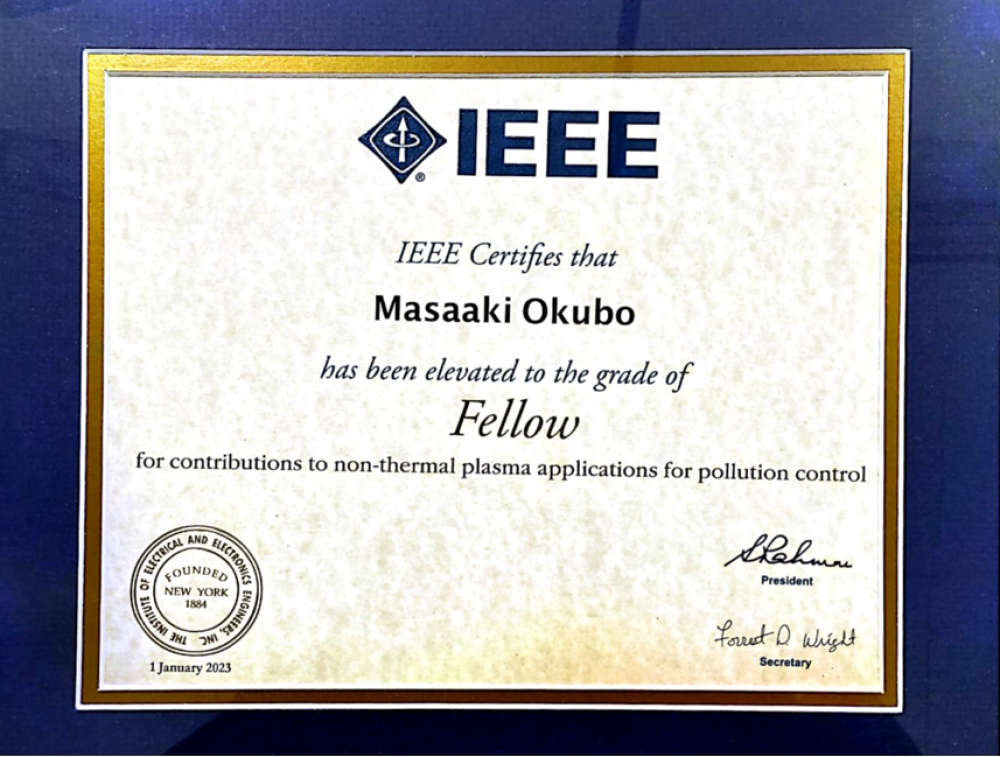 IEEE
®
IEEE Certifies that
Masaaki Okubo
has been elevated to the grade of
Fellow
for contributions to non-thermal plasma applications for pollution control
THE INSTITUTE OF ELECTRICAL AND ELECTRONICS ENGINEERS, INC.
FOUNDED
NEW YORK
1884
1 January 2023
SRahman
President
Forrest D Wright
Secretary